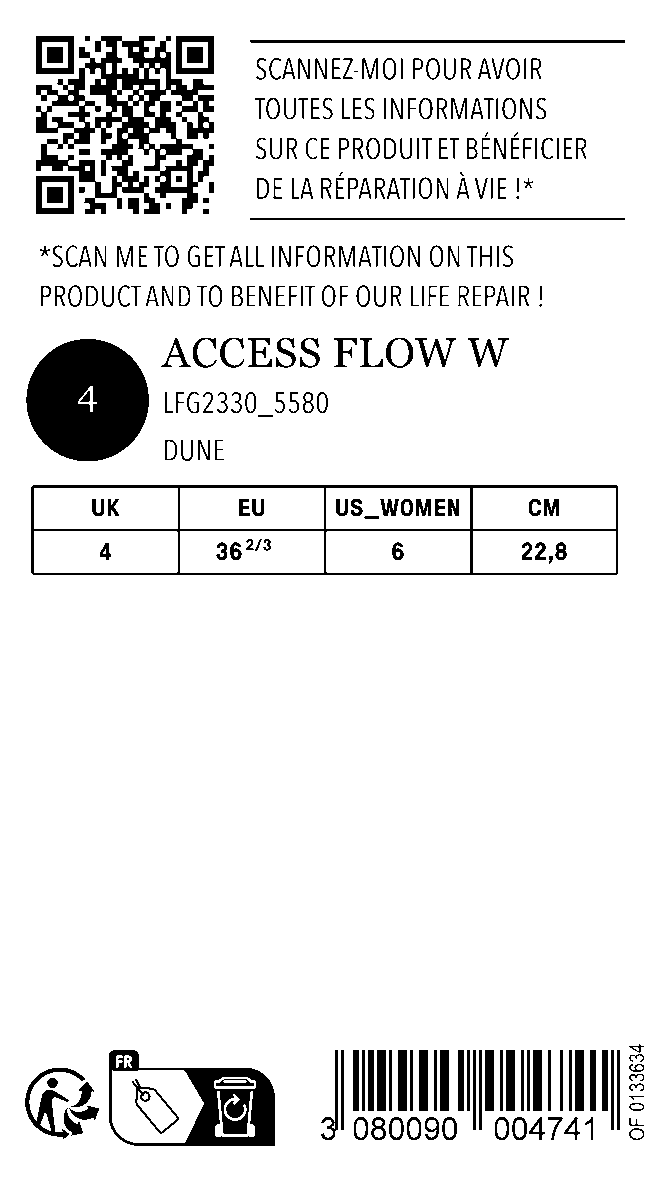 SCANNEZ-MOI POUR AVOIR
TOUTES LES INFORMATIONS
SUR CE PRODUIT ET BÉNÉFICIER
DE LA RÉPARATION À VIE !*
*SCAN ME TO GET ALL INFORMATION ON THIS
PRODUCT AND TO BENEFIT OF OUR LIFE REPAIR !
4
ACCESS FLOW W
LFG2330_5580
DUNE
UK EU US_WOMEN CM
4 36 2/3 6 22,8
FR
3 080090 004741
OF 0133634